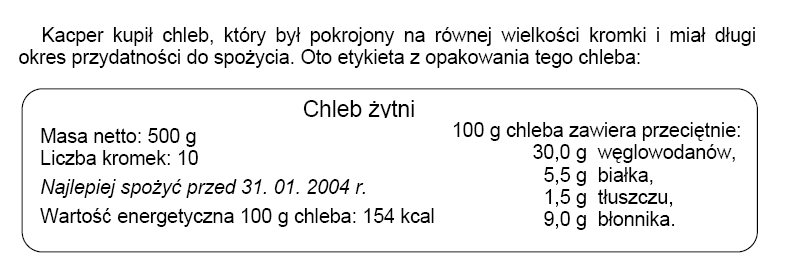 Kacper kupił chleb, który był pokrojony na równej wielkości kromki i miał długi
okres przydatności do spożycia. Oto etykieta z opakowania tego chleba:
Chleb żytni
Masa netto: 500 g
Liczba kromek: 10
Najlepiej spożyć przed 31. 01. 2004 r.
Wartość energetyczna 100 g chleba: 154 kcal
100 g chleba zawiera przeciętnie:
30,0 g węglowodanów,
5,5 g białka,
1,5 g tłuszczu,
9,0 g błonnika.